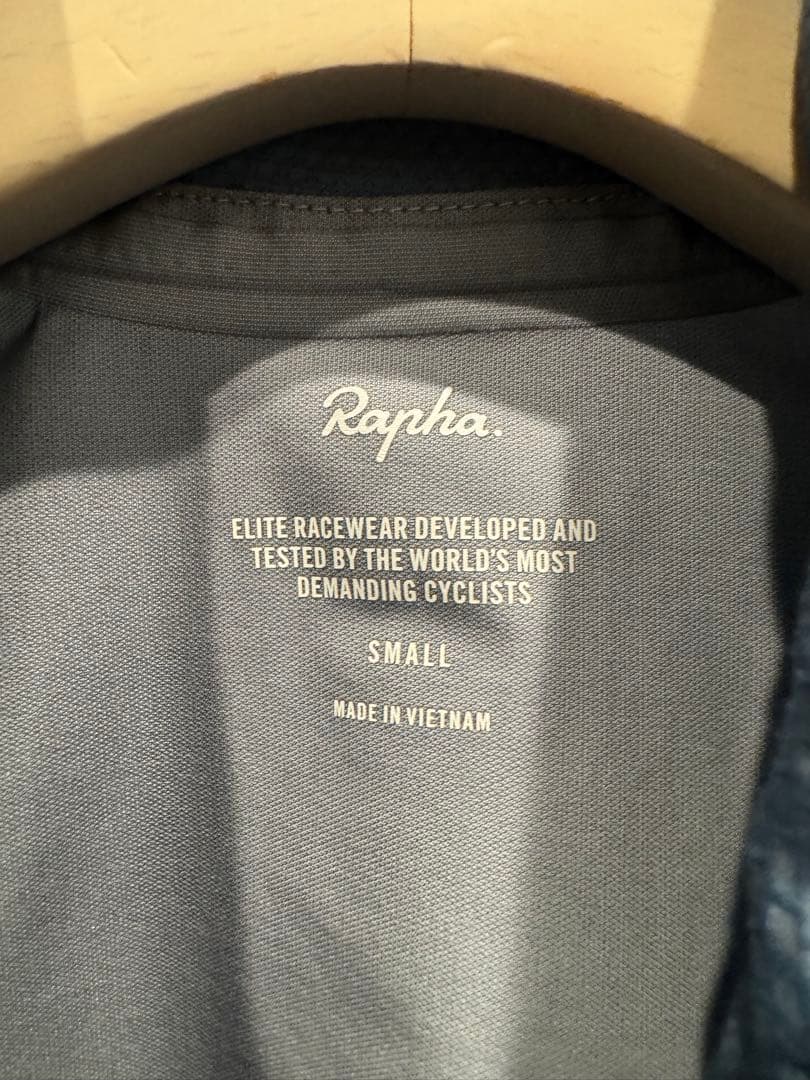 Rapha.
ELITE RACEWEAR DEVELOPED AND
TESTED BY THE WORLD'S MOST
DEMANDING CYCLISTS
SMALL
MADE IN VIETNAM